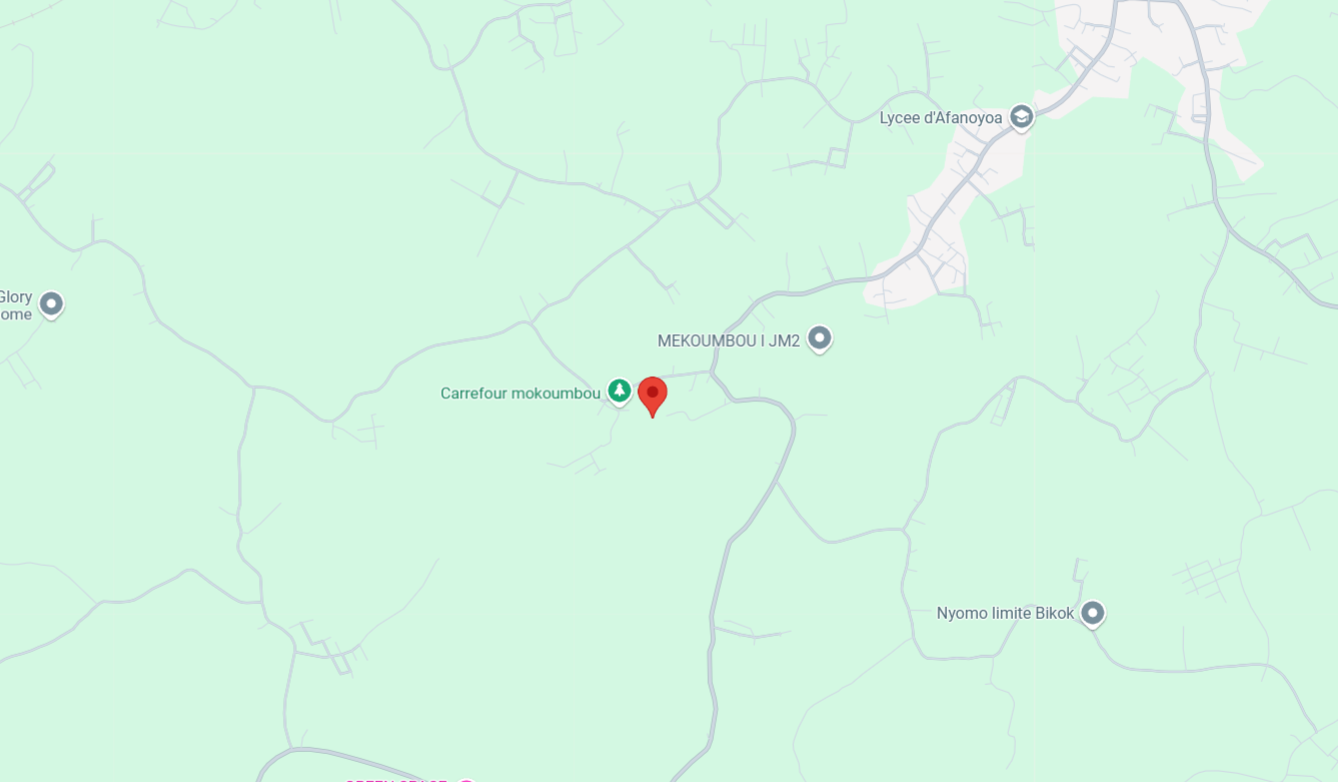 Lycee d'Afanoyoa
Glory
ome
MEKOUMBOU I JM2
Carrefour mokoumbou
Nyomo limite Bikok